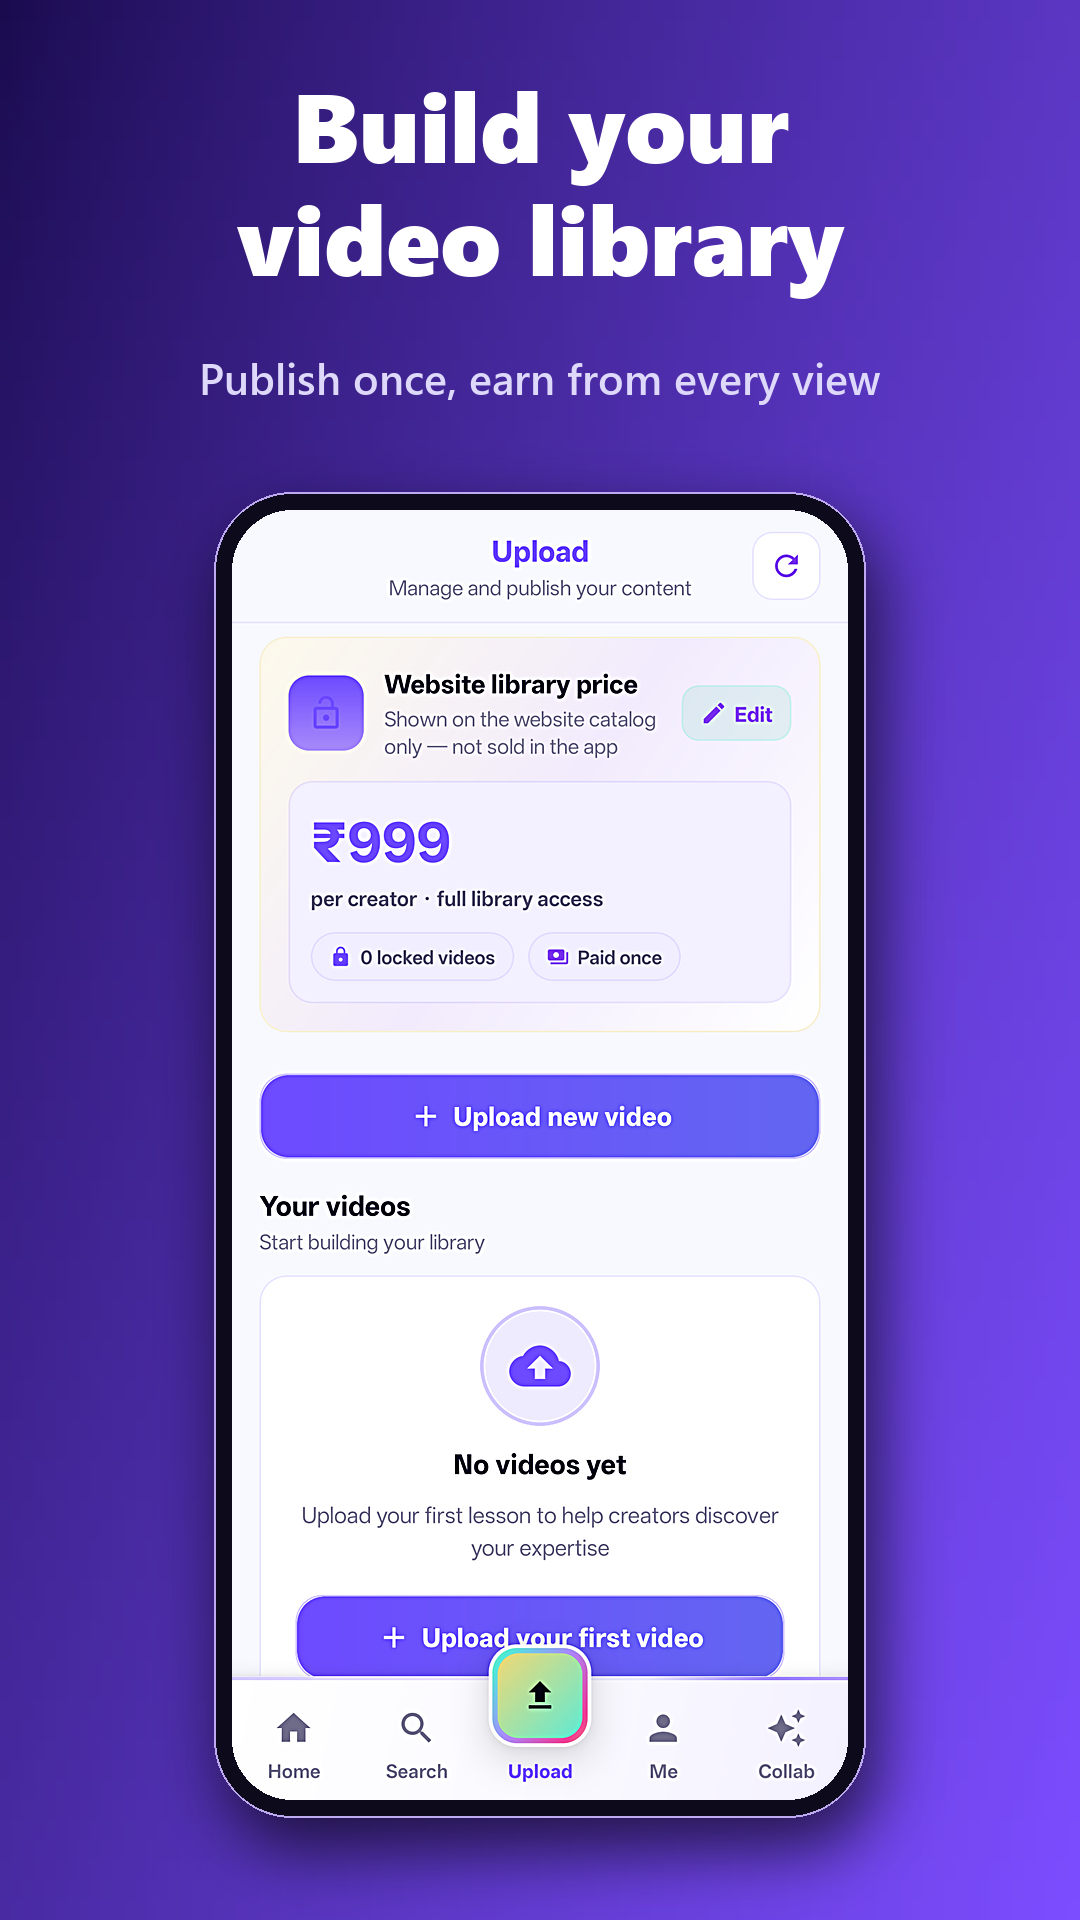 Build your
video library
Publish once, earn from every view
Upload
Manage and publish your content
Website library price
Shown on the website catalog
only — not sold in the app
Edit
₹999
per creator · full library access
0 locked videos
Paid once
+ Upload new video
Your videos
Start building your library
No videos yet
Upload your first lesson to help creators discover
your expertise
+ Upload your first video
Home
Search
Upload
Me
Collab